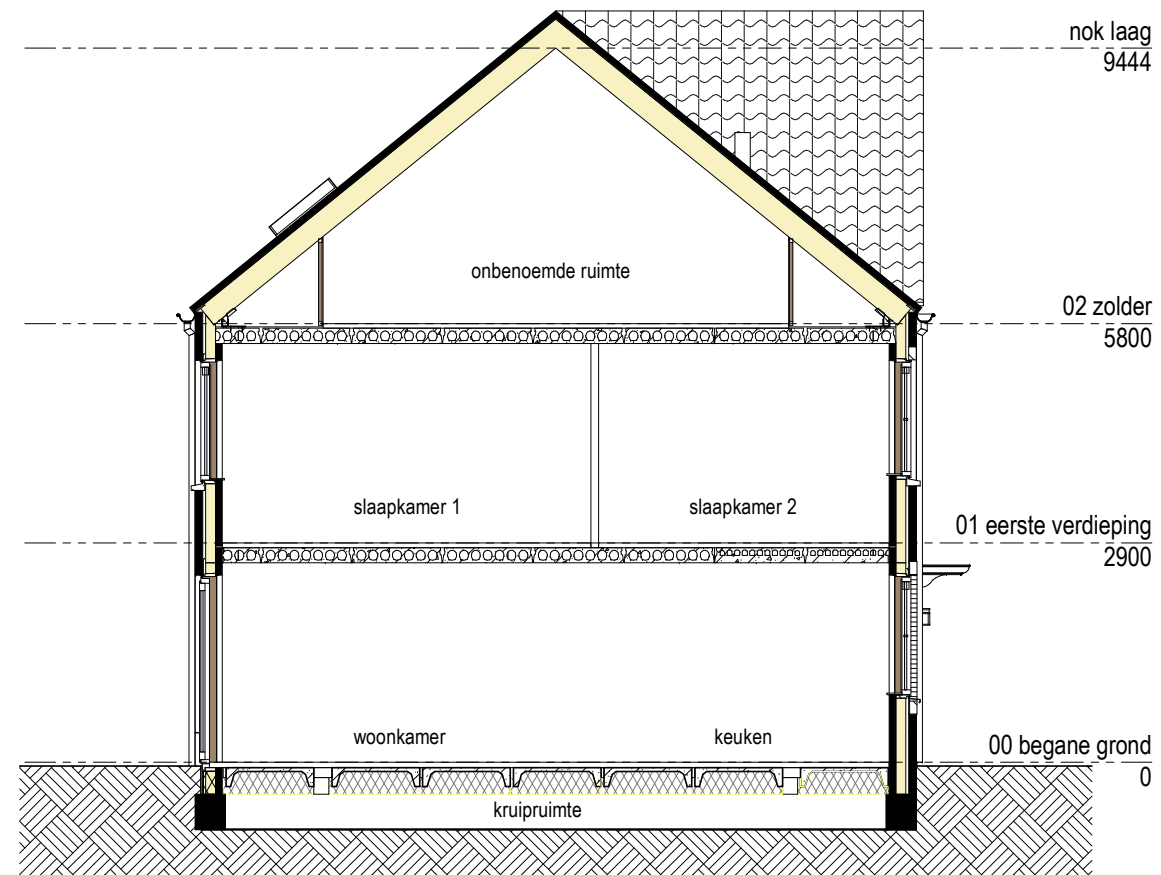 nok laag
9444
onbenoemde ruimte
02 zolder
5800
slaapkamer 1
slaapkamer 2
01 eerste verdieping
2900
woonkamer
keuken
00 begane grond
0
kruipruimte